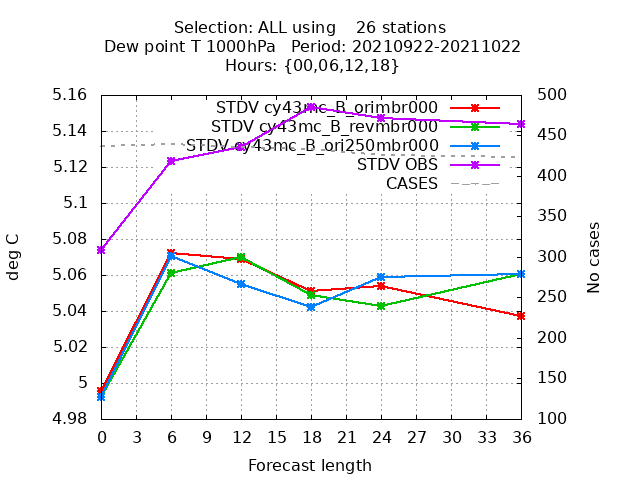 Selection: ALL using    26 stations
Dew point T 1000hPa   Period: 20210922-20211022
Hours: {00,06,12,18}
STDV cy43mc_B_orimbr000
STDV cy43mc_B_revmbr000
STDV cy43mc_B_ori250mbr000
STDV OBS
CASES
deg C
5.16
5.14
5.12
5.1
5.08
5.06
5.04
5.02
5
4.98
500
450
400
350
300
250
200
150
100
No cases
0 3 6 9 12 15 18 21 24 27 30 33 36
Forecast length